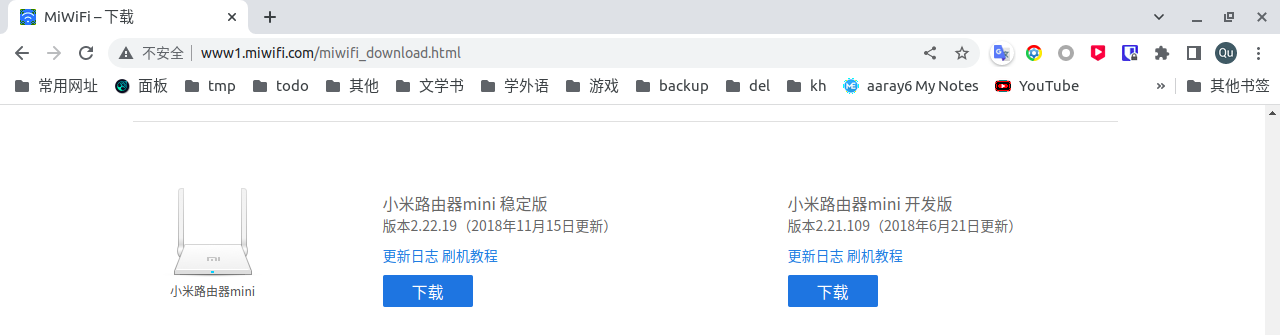 MiWiFi – 下载
不安全 www1.miwifi.com/miwifi_download.html
Qu
常用网址 面板 tmp todo 其他 文学书 学外语 游戏 backup del kh aaray6 My Notes YouTube » 其他书签
小米路由器mini 稳定版
版本2.22.19（2018年11月15日更新）
更新日志 刷机教程
下载
小米路由器mini
小米路由器mini 开发版
版本2.21.109（2018年6月21日更新）
更新日志 刷机教程
下载